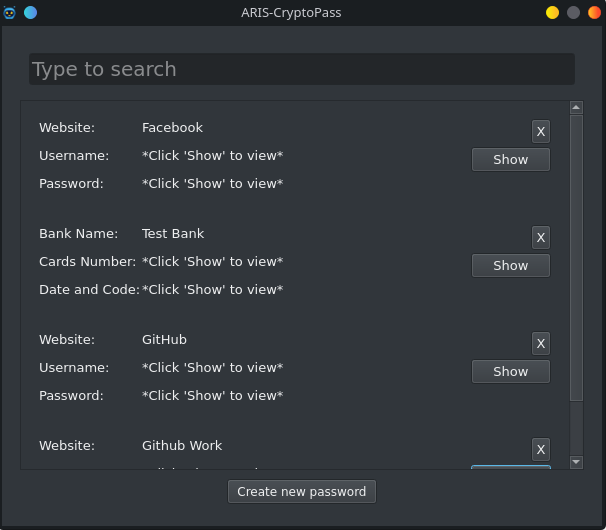 ARIS-CryptoPass
Type to search
Website: Facebook X
Username: *Click 'Show' to view* Show
Password: *Click 'Show' to view*
Bank Name: Test Bank X
Cards Number: *Click 'Show' to view* Show
Date and Code: *Click 'Show' to view*
Website: GitHub X
Username: *Click 'Show' to view* Show
Password: *Click 'Show' to view*
Website: Github Work X
Create new password